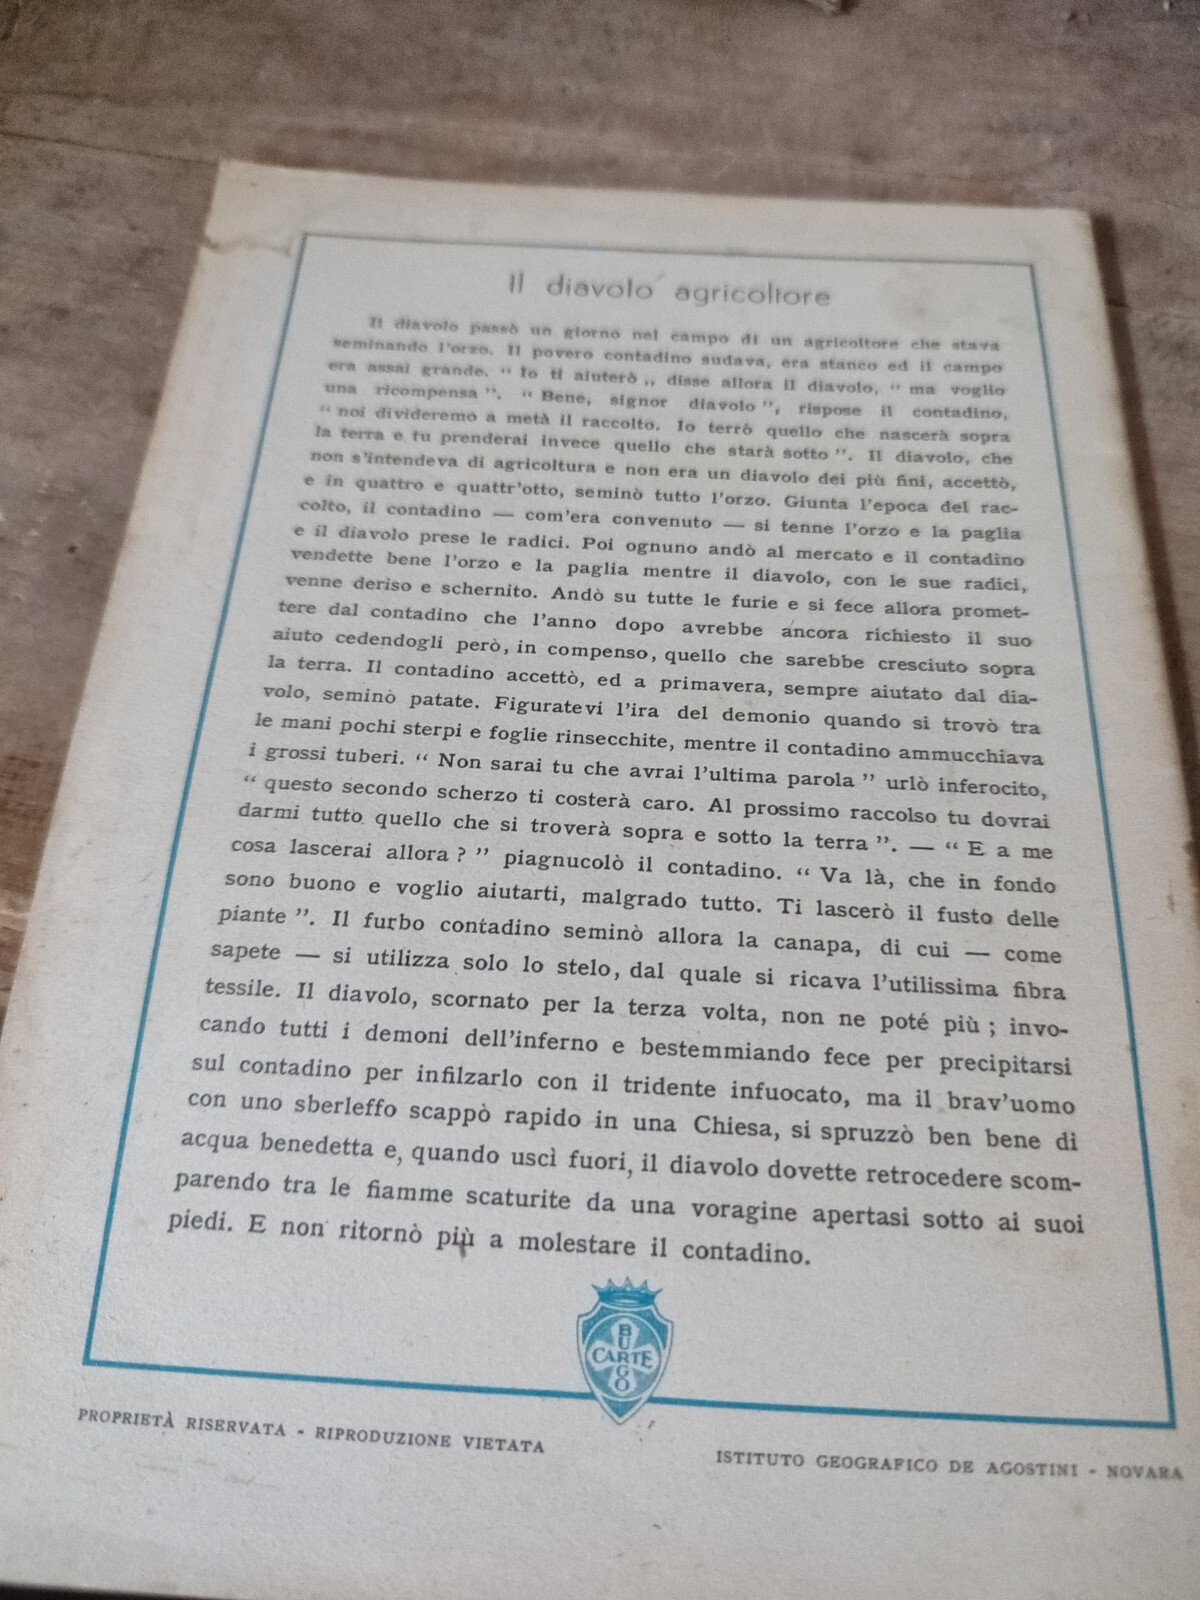 Il diavolo agricoltore
Il diavolo passò un giorno nel campo di un agricoltore che stava
seminando l'orzo. Il povero contadino sudava, era stanco ed il campo
era assai grande. “ Io ti aiuterò „ disse allora il diavolo, “ ma voglio
una ricompensa ”. “ Bene, signor diavolo ”, rispose il contadino,
“ noi divideremo a metà il raccolto. Io terrò quello che nascerà sopra
la terra e tu prenderai invece quello che starà sotto ”. Il diavolo, che
non s'intendeva di agricoltura e non era un diavolo dei più fini, accettò,
e in quattro e quattr'otto, seminò tutto l'orzo. Giunta l'epoca del rac-
colto, il contadino — com'era convenuto — si tenne l'orzo e la paglia
e il diavolo prese le radici. Poi ognuno andò al mercato e il contadino
vendette bene l'orzo e la paglia mentre il diavolo, con le sue radici,
venne deriso e schernito. Andò su tutte le furie e si fece allora promet-
tere dal contadino che l'anno dopo avrebbe ancora richiesto il suo
aiuto cedendogli però, in compenso, quello che sarebbe cresciuto sopra
la terra. Il contadino accettò, ed a primavera, sempre aiutato dal dia-
volo, seminò patate. Figuratevi l'ira del demonio quando si trovò tra
le mani pochi sterpi e foglie rinsecchite, mentre il contadino ammucchiava
i grossi tuberi. “ Non sarai tu che avrai l'ultima parola ” urlò inferocito,
“ questo secondo scherzo ti costerà caro. Al prossimo raccolso tu dovrai
darmi tutto quello che si troverà sopra e sotto la terra ”. — “ E a me
cosa lascerai allora ? ” piagnucolò il contadino. “ Va là, che in fondo
sono buono e voglio aiutarti, malgrado tutto. Ti lascerò il fusto delle
piante ”. Il furbo contadino seminò allora la canapa, di cui — come
sapete — si utilizza solo lo stelo, dal quale si ricava l'utilissima fibra
tessile. Il diavolo, scornato per la terza volta, non ne poté più ; invo-
cando tutti i demoni dell'inferno e bestemmiando fece per precipitarsi
sul contadino per infilzarlo con il tridente infuocato, ma il brav'uomo
con uno sberleffo scappò rapido in una Chiesa, si spruzzò ben bene di
acqua benedetta e, quando uscì fuori, il diavolo dovette retrocedere scom-
parendo tra le fiamme scaturite da una voragine apertasi sotto ai suoi
piedi. E non ritornò più a molestare il contadino.
BURGO
CARTE
PROPRIETÀ RISERVATA - RIPRODUZIONE VIETATA
ISTITUTO GEOGRAFICO DE AGOSTINI - NOVARA